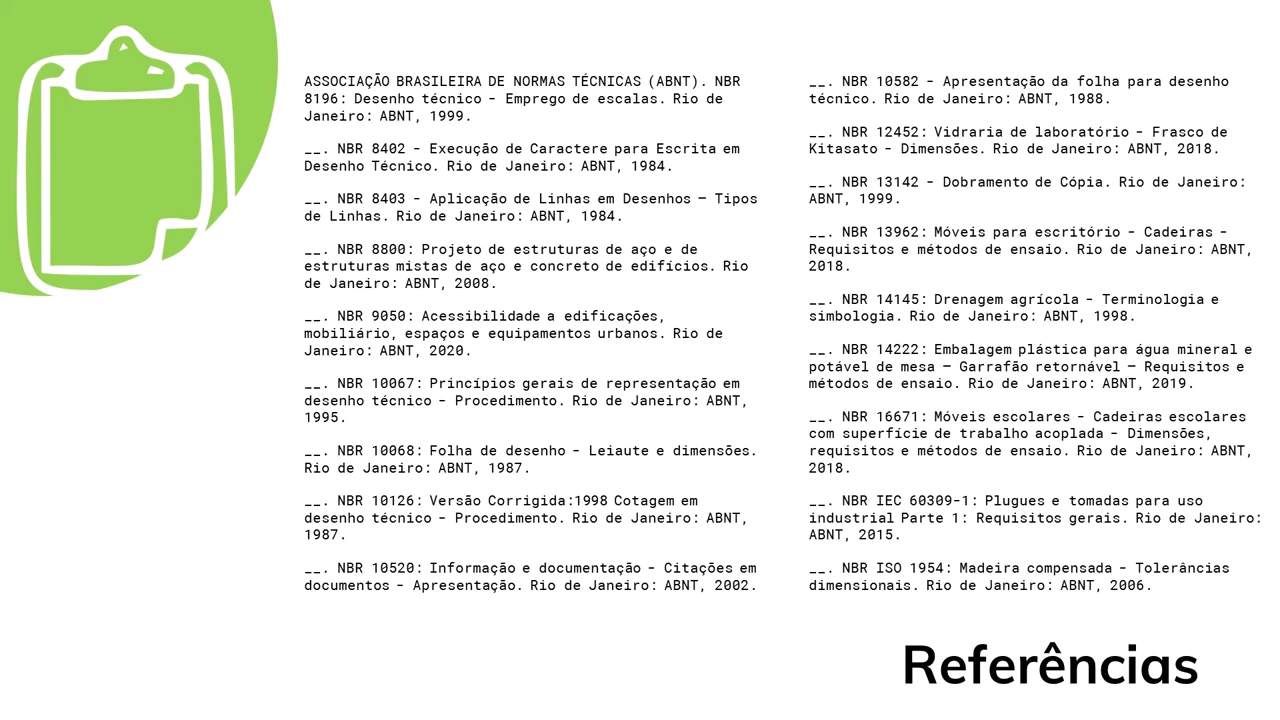 ASSOCIAÇÃO BRASILEIRA DE NORMAS TÉCNICAS (ABNT). NBR
8196: Desenho técnico - Emprego de escalas. Rio de
Janeiro: ABNT, 1999.
__. NBR 8402 - Execução de Caractere para Escrita em
Desenho Técnico. Rio de Janeiro: ABNT, 1984.
__. NBR 8403 - Aplicação de Linhas em Desenhos – Tipos
de Linhas. Rio de Janeiro: ABNT, 1984.
__. NBR 8800: Projeto de estruturas de aço e de
estruturas mistas de aço e concreto de edifícios. Rio
de Janeiro: ABNT, 2008.
__. NBR 9050: Acessibilidade a edificações,
mobiliário, espaços e equipamentos urbanos. Rio de
Janeiro: ABNT, 2020.
__. NBR 10067: Princípios gerais de representação em
desenho técnico - Procedimento. Rio de Janeiro: ABNT,
1995.
__. NBR 10068: Folha de desenho - Leiaute e dimensões.
Rio de Janeiro: ABNT, 1987.
__. NBR 10126: Versão Corrigida:1998 Cotagem em
desenho técnico - Procedimento. Rio de Janeiro: ABNT,
1987.
__. NBR 10520: Informação e documentação - Citações em
documentos - Apresentação. Rio de Janeiro: ABNT, 2002.
__. NBR 10582 - Apresentação da folha para desenho
técnico. Rio de Janeiro: ABNT, 1988.
__. NBR 12452: Vidraria de laboratório - Frasco de
Kitasato - Dimensões. Rio de Janeiro: ABNT, 2018.
__. NBR 13142 - Dobramento de Cópia. Rio de Janeiro:
ABNT, 1999.
__. NBR 13962: Móveis para escritório - Cadeiras -
Requisitos e métodos de ensaio. Rio de Janeiro: ABNT,
2018.
__. NBR 14145: Drenagem agrícola - Terminologia e
simbologia. Rio de Janeiro: ABNT, 1998.
__. NBR 14222: Embalagem plástica para água mineral e
potável de mesa – Garrafão retornável – Requisitos e
métodos de ensaio. Rio de Janeiro: ABNT, 2019.
__. NBR 16671: Móveis escolares - Cadeiras escolares
com superfície de trabalho acoplada - Dimensões,
requisitos e métodos de ensaio. Rio de Janeiro: ABNT,
2018.
__. NBR IEC 60309-1: Plugues e tomadas para uso
industrial Parte 1: Requisitos gerais. Rio de Janeiro:
ABNT, 2015.
__. NBR ISO 1954: Madeira compensada - Tolerâncias
dimensionais. Rio de Janeiro: ABNT, 2006.
Referências